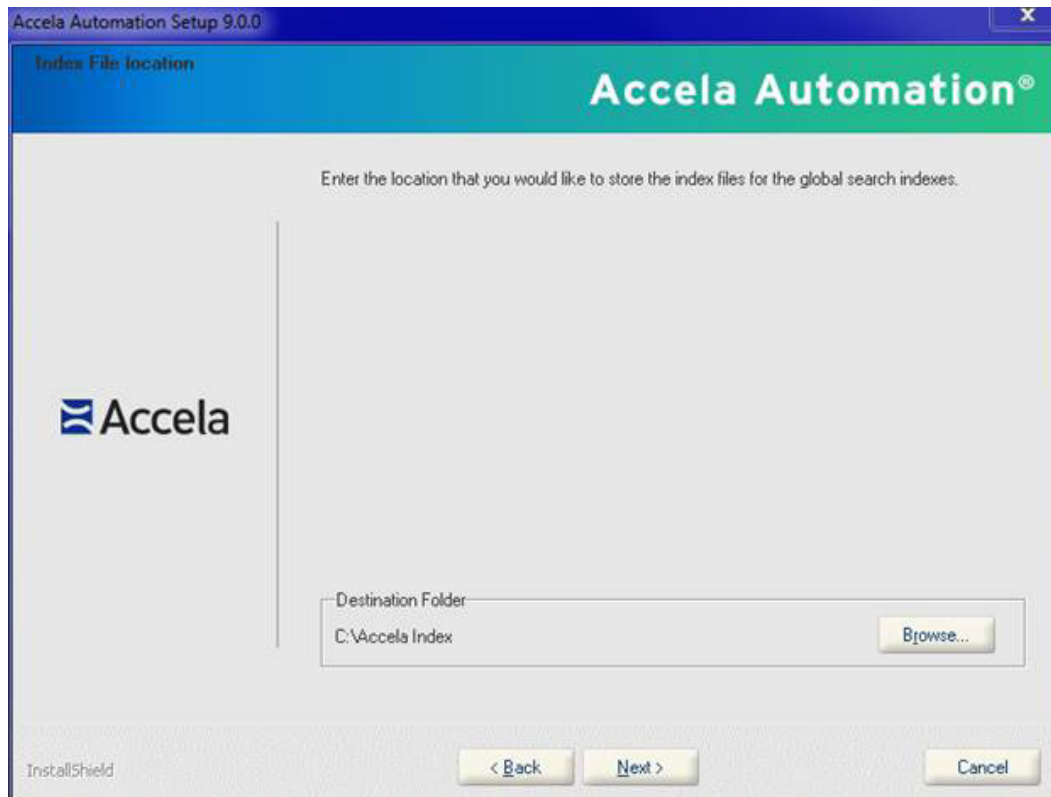 Accela Automation Setup 9.0.0
X
Index File location
Accela Automation®
Enter the location that you would like to store the index files for the global search indexes.
Accela
Destination Folder
C:\Accela Index
Browse...
InstallShield
< Back
Next >
Cancel